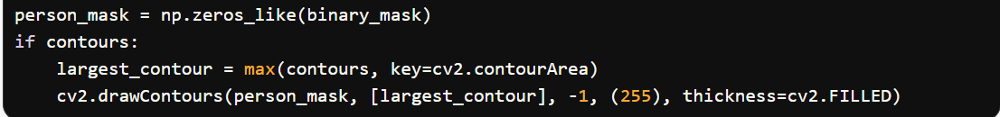 person_mask = np.zeros_like(binary_mask)
if contours:
    largest_contour = max(contours, key=cv2.contourArea)
    cv2.drawContours(person_mask, [largest_contour], -1, (255), thickness=cv2.FILLED)